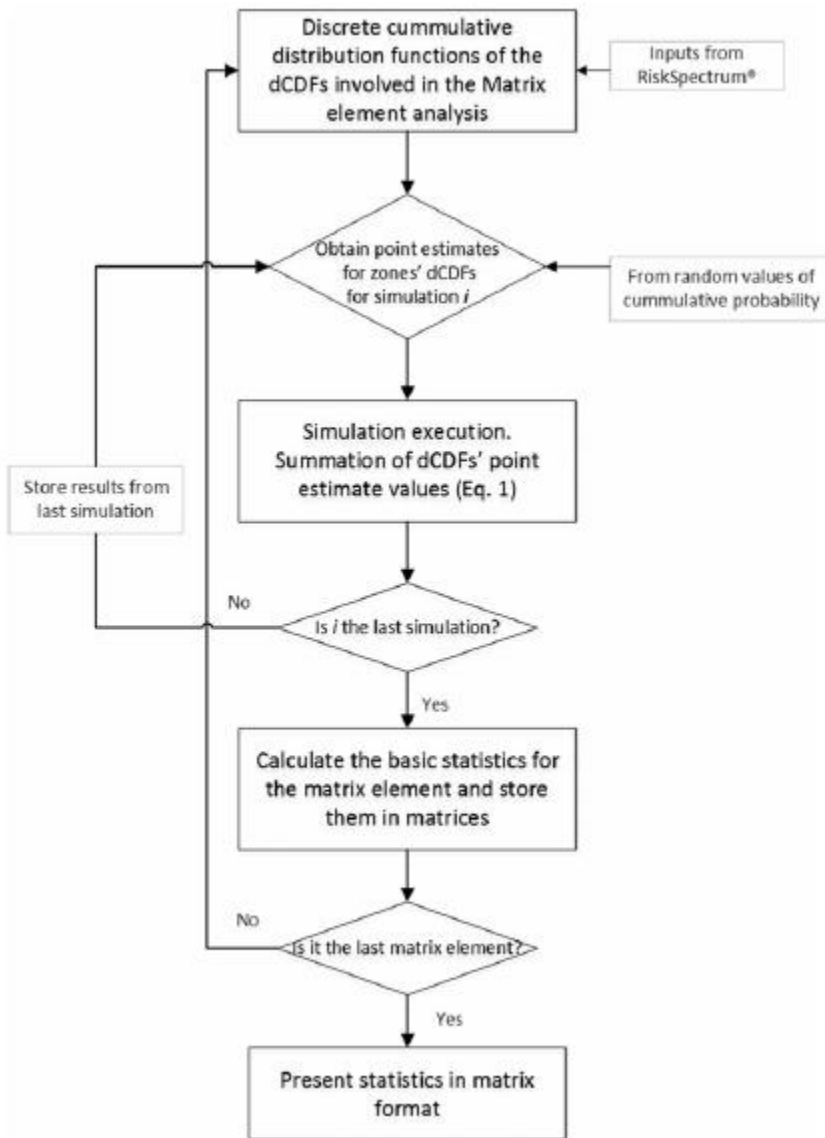 Discrete cummulative
distribution functions of the
dCDFs involved in the Matrix
element analysis
Inputs from
RiskSpectrum®
Obtain point estimates
for zones' dCDFs
for simulation i
From random values of
cummulative probability
Simulation execution.
Summation of dCDFs' point
estimate values (Eq. 1)
Store results from
last simulation
No
Is i the last simulation?
Yes
Calculate the basic statistics for
the matrix element and store
them in matrices
No
Is it the last matrix element?
Yes
Present statistics in matrix
format